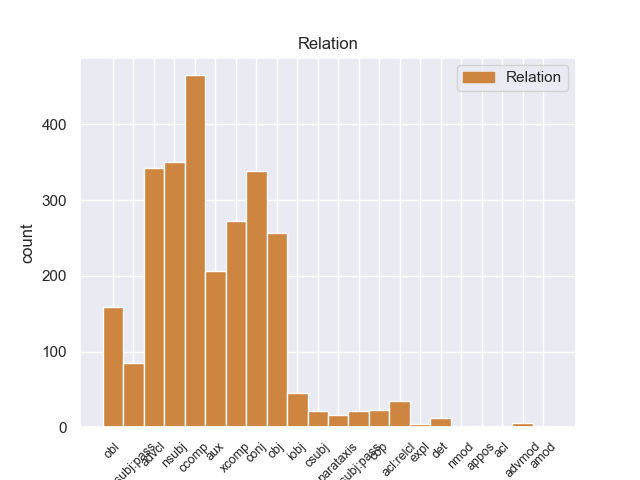 Relation
Relation
400
300
200
100
0
count
obl
advcl
nsubj
ccomp
aux
xcomp
conj
obj
iobj
csubj
parataxis
cop
acl:relcl
expl
det
nmod
appos
acl
advmod
amod